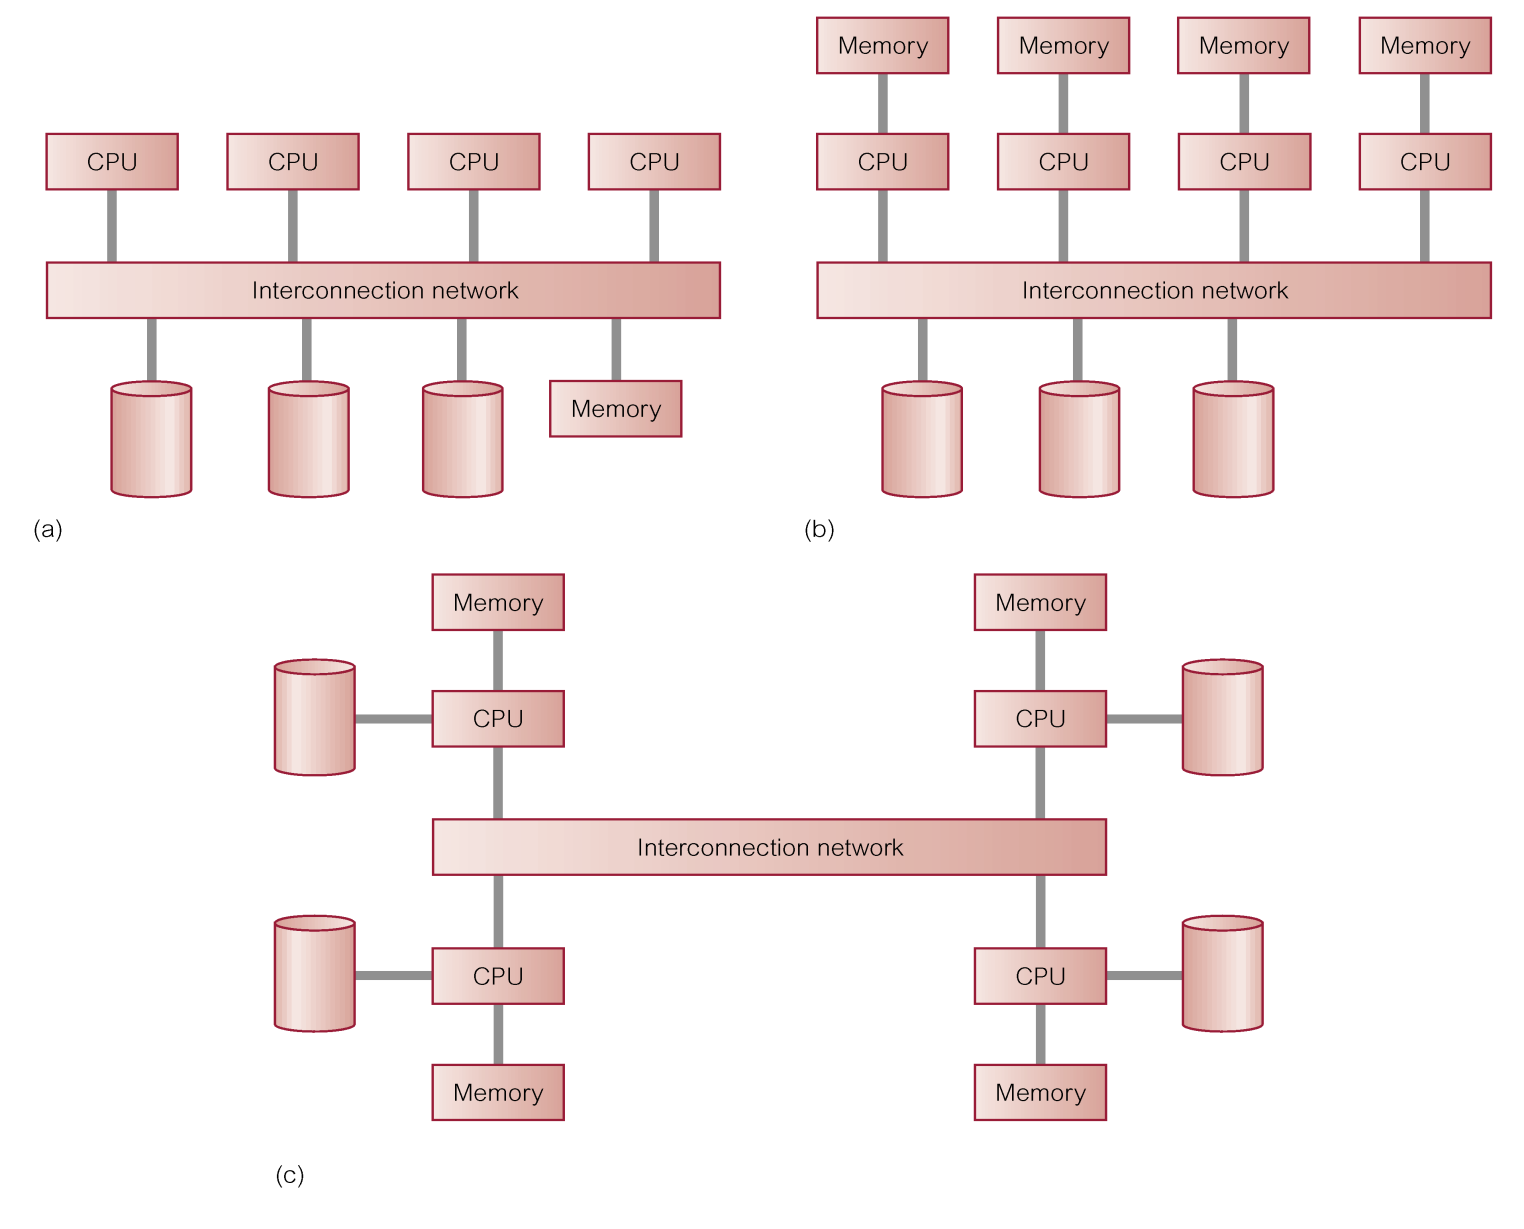 Memory Memory Memory Memory
CPU CPU CPU CPU CPU CPU CPU CPU
Interconnection network Interconnection network
Memory
(a) (b)
Memory Memory
CPU CPU
Interconnection network
CPU CPU
Memory Memory
(c)